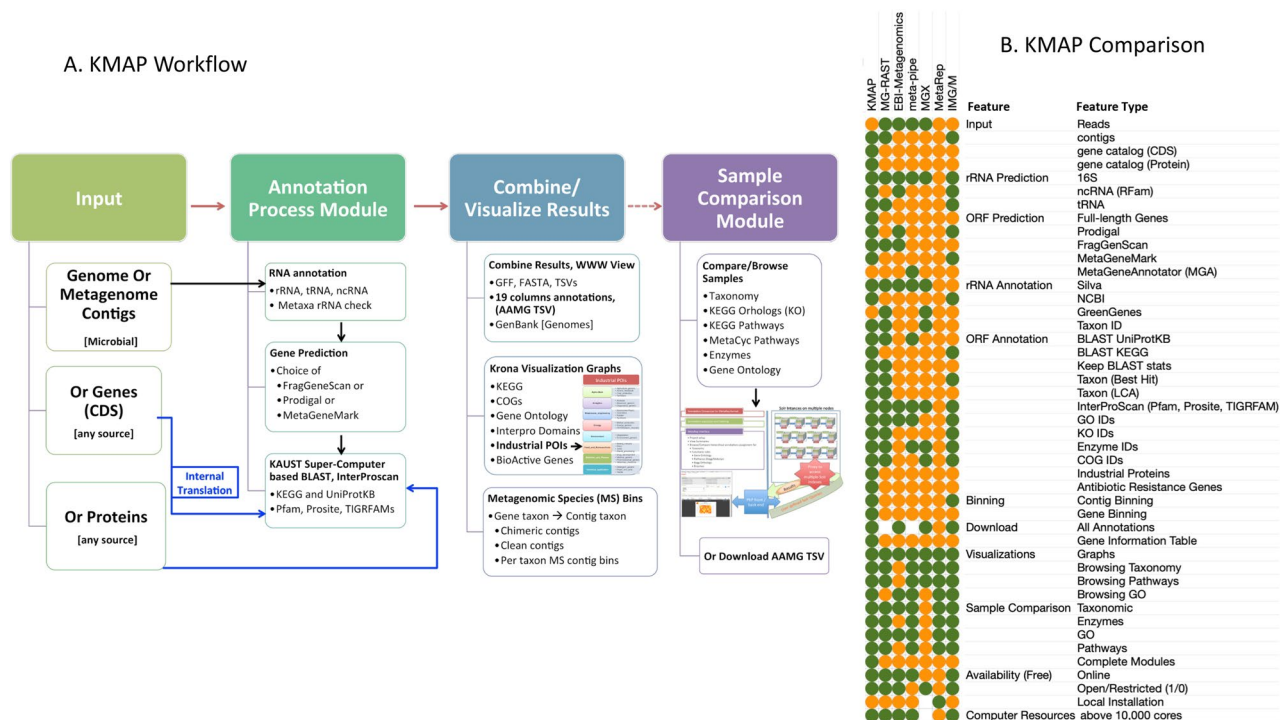 A. KMAP Workflow
Input
Genome Or
Metagenome
Contigs
[Microbial]
Or Genes
(CDS)
[any source]
Or Proteins
[any source]
Internal
Translation
Annotation
Process Module
RNA annotation
• rRNA, tRNA, ncRNA
• Metaxa rRNA check
Gene Prediction
• Choice of
• FragGeneScan or
• Prodigal or
• MetaGeneMark
KAUST Super-Computer
based BLAST, InterProscan
• KEGG and UniProtKB
• Pfam, Prosite, TIGRFAMs
Combine/
Visualize Results
Combine Results, WWW View
• GFF, FASTA, TSVs
• 19 columns annotations,
(AAMG TSV)
• GenBank [Genomes]
Krona Visualization Graphs
• KEGG
• COGs
• Gene Ontology
• Interpro Domains
• Industrial POIs
• BioActive Genes
Industrial POIs
Metagenomic Species (MS) Bins
• Gene taxon → Contig taxon
• Chimeric contigs
• Clean contigs
• Per taxon MS contig bins
Sample
Comparison
Module
Compare/Browse
Samples
• Taxonomy
• KEGG Orhologs (KO)
• KEGG Pathways
• MetaCyc Pathways
• Enzymes
• Gene Ontology
Or Download AAMG TSV
B. KMAP Comparison
KMAP
MG-RAST
EBI-Metagenomics
meta-pipe
MGX
MetaRep
IMG/M
Feature Feature Type
Input Reads
contigs
gene catalog (CDS)
gene catalog (Protein)
rRNA Prediction 16S
ncRNA (RFam)
tRNA
ORF Prediction Full-length Genes
Prodigal
FragGenScan
MetaGeneMark
MetaGeneAnnotator (MGA)
rRNA Annotation Silva
NCBI
GreenGenes
Taxon ID
ORF Annotation BLAST UniProtKB
BLAST KEGG
Keep BLAST stats
Taxon (Best Hit)
Taxon (LCA)
InterProScan (Pfam, Prosite, TIGRFAM)
GO IDs
KO IDs
Enzyme IDs
COG IDs
Industrial Proteins
Antibiotic Resistance Genes
Binning Contig Binning
Gene Binning
Download All Annotations
Gene Information Table
Visualizations Graphs
Browsing Taxonomy
Browsing Pathways
Browsing GO
Sample Comparison Taxonomic
Enzymes
GO
Pathways
Complete Modules
Availability (Free) Online
Open/Restricted (1/0)
Local Installation
Computer Resources above 10,000 cores